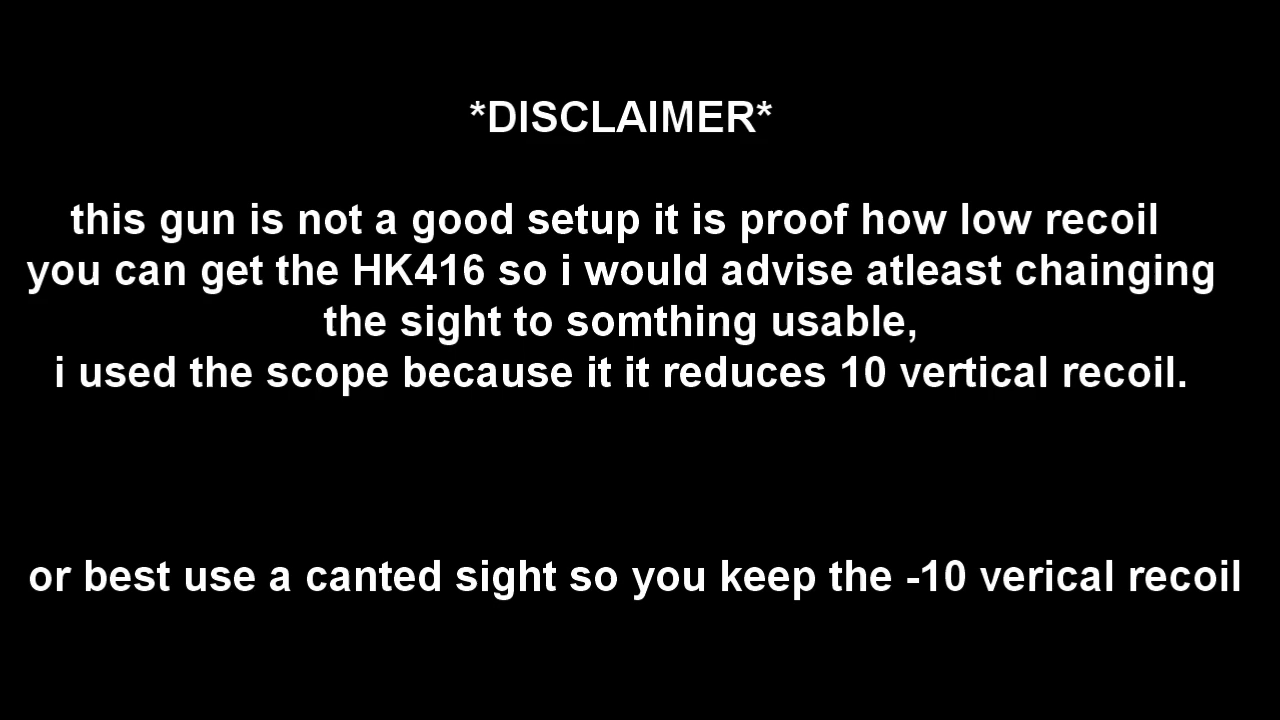 *DISCLAIMER*
this gun is not a good setup it is proof how low recoil
you can get the HK416 so i would advise atleast chainging
the sight to somthing usable,
i used the scope because it it reduces 10 vertical recoil.
or best use a canted sight so you keep the -10 verical recoil